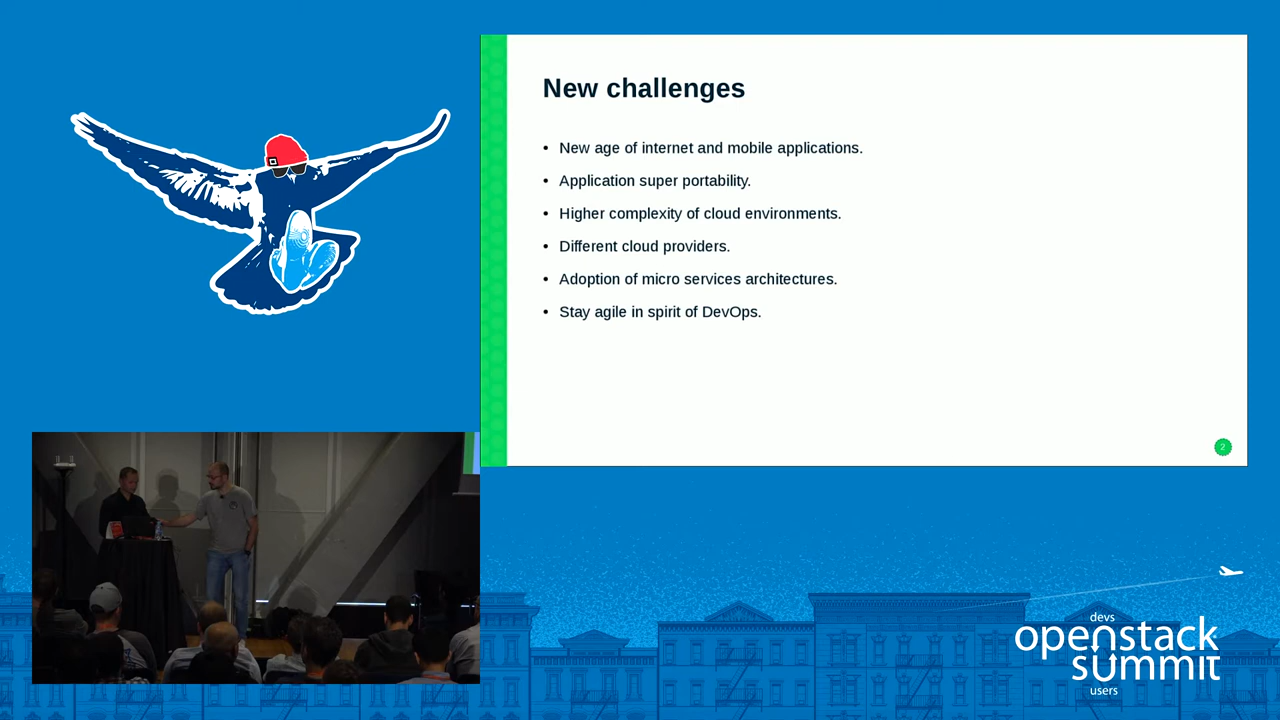 New challenges
• New age of internet and mobile applications.
• Application super portability.
• Higher complexity of cloud environments.
• Different cloud providers.
• Adoption of micro services architectures.
• Stay agile in spirit of DevOps.
2
devs
openstack
summit
users